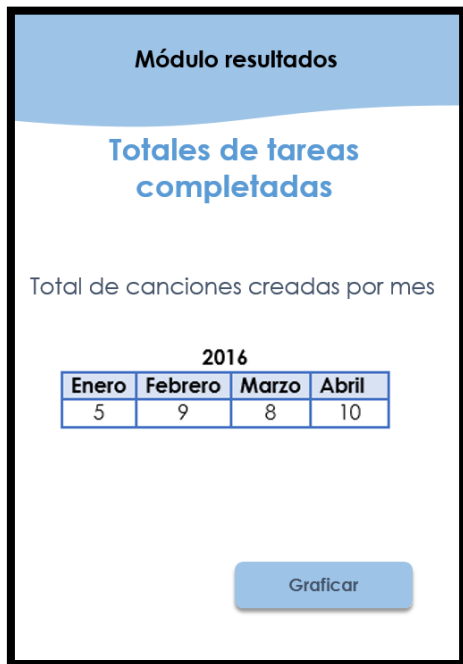 Módulo resultados
Totales de tareas
completadas
Total de canciones creadas por mes
2016
Enero Febrero Marzo Abril
5 9 8 10
Graficar